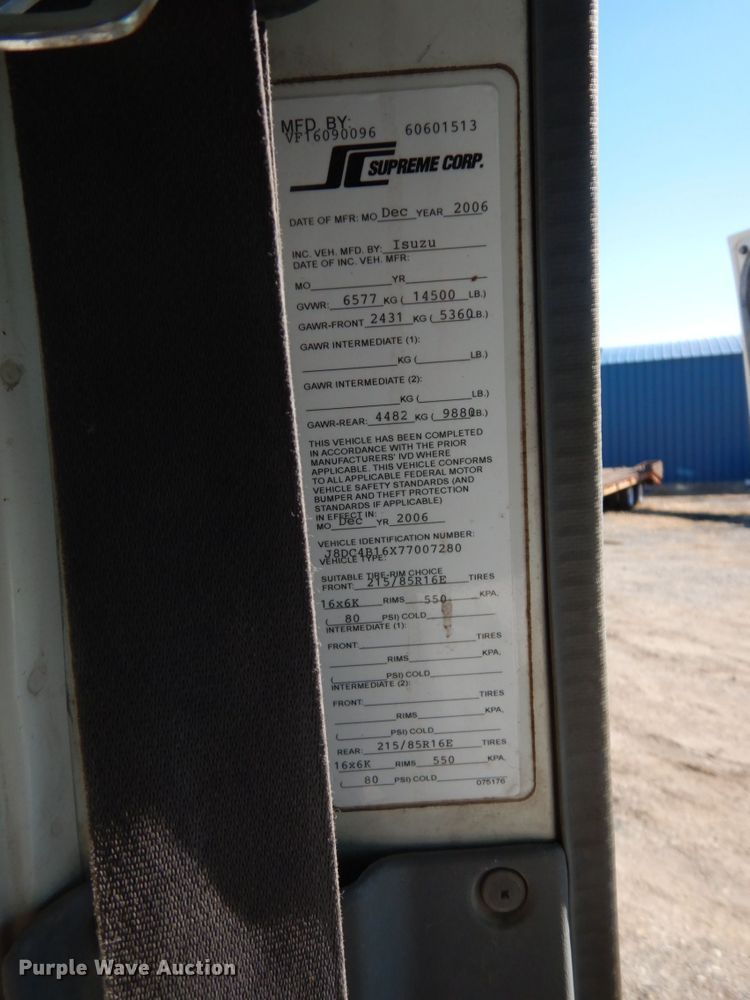 MFD. BY:
VF16090096 60601513
SUPREME CORP.
DATE OF MFR: MO Dec YEAR 2006
INC. VEH. MFD. BY: Isuzu
DATE OF INC. VEH. MFR:
MO YR
GVWR: 6577 KG ( 14500 LB.)
GAWR-FRONT 2431 KG ( 5360 LB.)
GAWR INTERMEDIATE (1):
KG ( LB.)
GAWR INTERMEDIATE (2):
KG ( LB.)
GAWR-REAR: 4482 KG ( 9880 LB.)
THIS VEHICLE HAS BEEN COMPLETED
IN ACCORDANCE WITH THE PRIOR
MANUFACTURERS' IVD WHERE
APPLICABLE. THIS VEHICLE CONFORMS
TO ALL APPLICABLE FEDERAL MOTOR
VEHICLE SAFETY STANDARDS (AND
BUMPER AND THEFT PROTECTION
STANDARDS IF APPLICABLE)
IN EFFECT IN:
MO Dec YR 2006
VEHICLE IDENTIFICATION NUMBER:
J8DC4B16X77007280
VEHICLE TYPE:
SUITABLE TIRE-RIM CHOICE
FRONT: 215/85R16E TIRES
16x6K RIMS 550 KPA,
( 80 PSI) COLD
INTERMEDIATE (1):
FRONT: TIRES
RIMS KPA,
( PSI) COLD
INTERMEDIATE (2):
FRONT: TIRES
RIMS KPA,
( PSI) COLD
REAR: 215/85R16E TIRES
16x6K RIMS 550 KPA,
( 80 PSI) COLD 075176
K
Purple Wave Auction